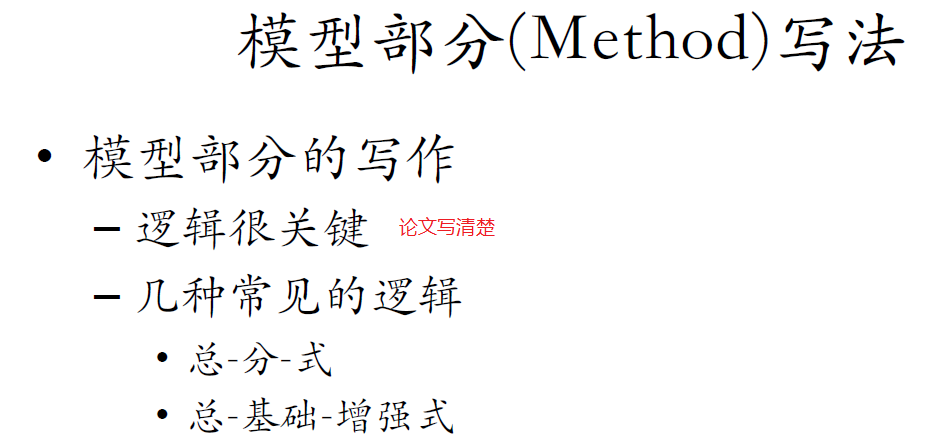 模型部分(Method)写法
• 模型部分的写作
– 逻辑很关键 论文写清楚
– 几种常见的逻辑
• 总-分-式
• 总-基础-增强式